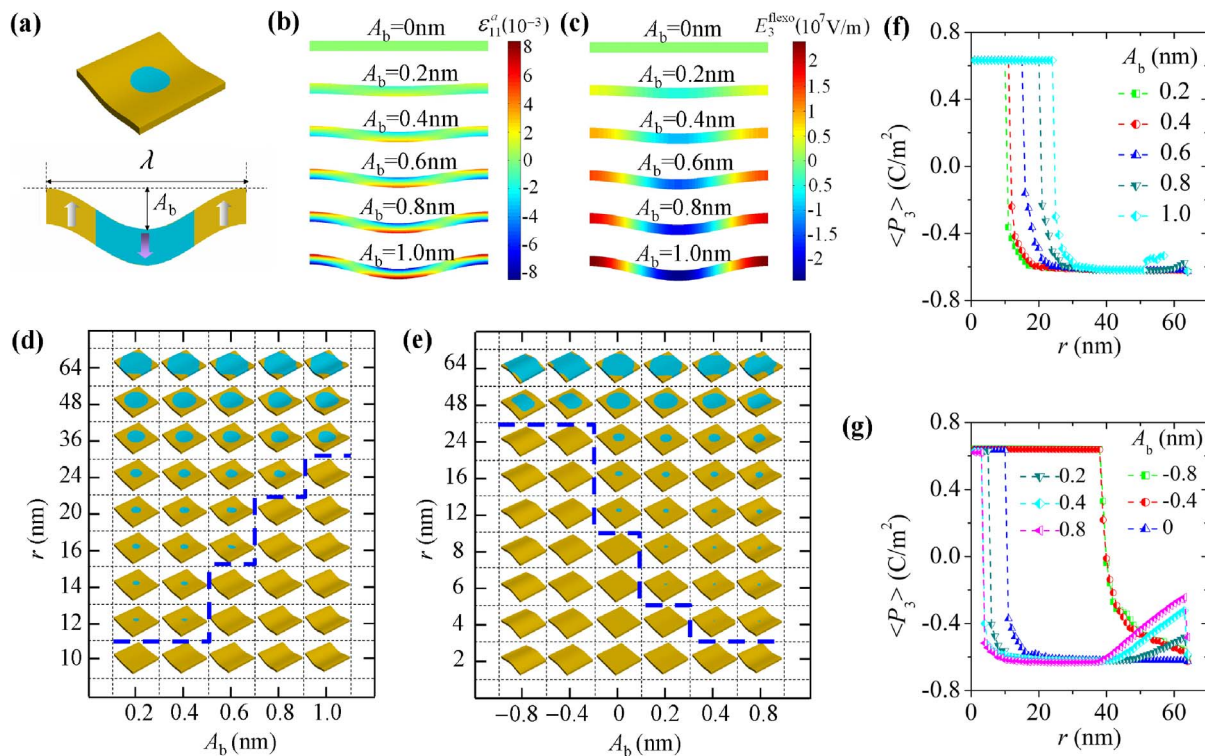 (a)
λ
A_b
(b)
ε^a_11(10^-3)
A_b=0nm
A_b=0.2nm
A_b=0.4nm
A_b=0.6nm
A_b=0.8nm
A_b=1.0nm
8
6
4
2
0
-2
-4
-6
-8
(c)
E_3^flexo(10^7V/m)
A_b=0nm
A_b=0.2nm
A_b=0.4nm
A_b=0.6nm
A_b=0.8nm
A_b=1.0nm
2
1.5
1
0.5
0
-0.5
-1
-1.5
-2
(f)
A_b (nm)
0.2
0.4
0.6
0.8
1.0
<P_3> (C/m^2)
0.8
0.4
0.0
-0.4
-0.8
0 20 40 60
r (nm)
(d)
r (nm)
64
48
36
24
20
16
14
12
10
0.2 0.4 0.6 0.8 1.0
A_b (nm)
(e)
r (nm)
64
48
24
16
12
8
6
4
2
−0.8 −0.4 0 0.2 0.4 0.8
A_b (nm)
(g)
A_b (nm)
0.2
0.4
0.8
-0.8
-0.4
0
<P_3> (C/m^2)
0.8
0.4
0.0
-0.4
-0.8
0 20 40 60
r (nm)